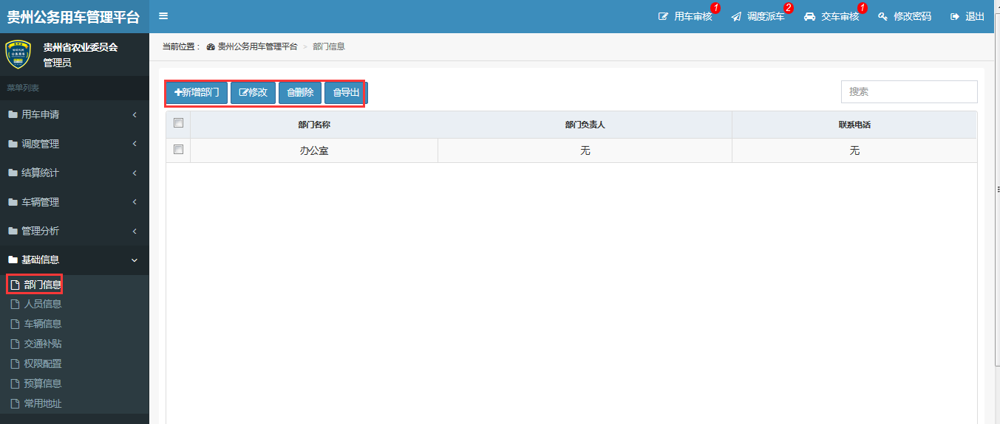 贵州公务用车管理平台
用车审核 1
调度派车 2
交车审核 1
修改密码
退出
贵州省农业委员会
管理员
当前位置： 贵州公务用车管理平台 > 部门信息
菜单列表
用车申请
调度管理
结算统计
车辆管理
管理分析
基础信息
部门信息
人员信息
车辆信息
交通补贴
权限配置
预算信息
常用地址
新增部门 修改 删除 导出
搜索
部门名称 部门负责人 联系电话
办公室 无 无